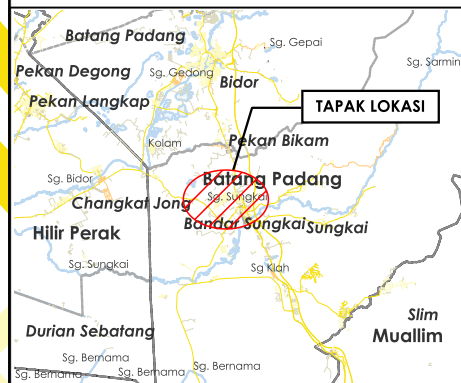 Batang Padang
Sg. Gepai
Sg. Sarmin
Pekan Degong
Sg. Gedong
Bidor
Pekan Langkap
TAPAK LOKASI
Kolam
Pekan Bikam
Sg. Bidor
Batang Padang
Sg. Sungkai
Changkat Jong
Bandar Sungkai
Sungkai
Hilir Perak
Sg. Sungkai
Sg Klah
Slim
Durian Sebatang
Muallim
Sg. Bernama
Sg. Bernama
Sg. Bernama
Sg. Bernama